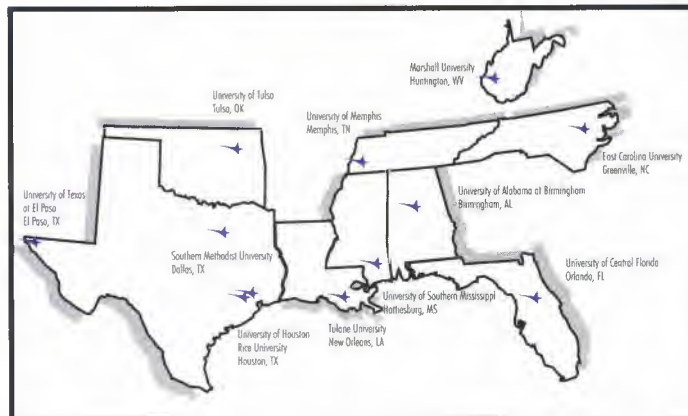 Marshall University
Huntington, WV
University of Tulsa
Tulsa, OK
University of Memphis
Memphis, TN
East Carolina University
Greenville, NC
University of Alabama at Birmingham
Birmingham, AL
University of Texas
at El Paso
El Paso, TX
Southern Methodist University
Dallas, TX
University of Central Florida
Orlando, FL
University of Southern Mississippi
Hattiesburg, MS
Tulane University
New Orleans, LA
University of Houston
Rice University
Houston, TX